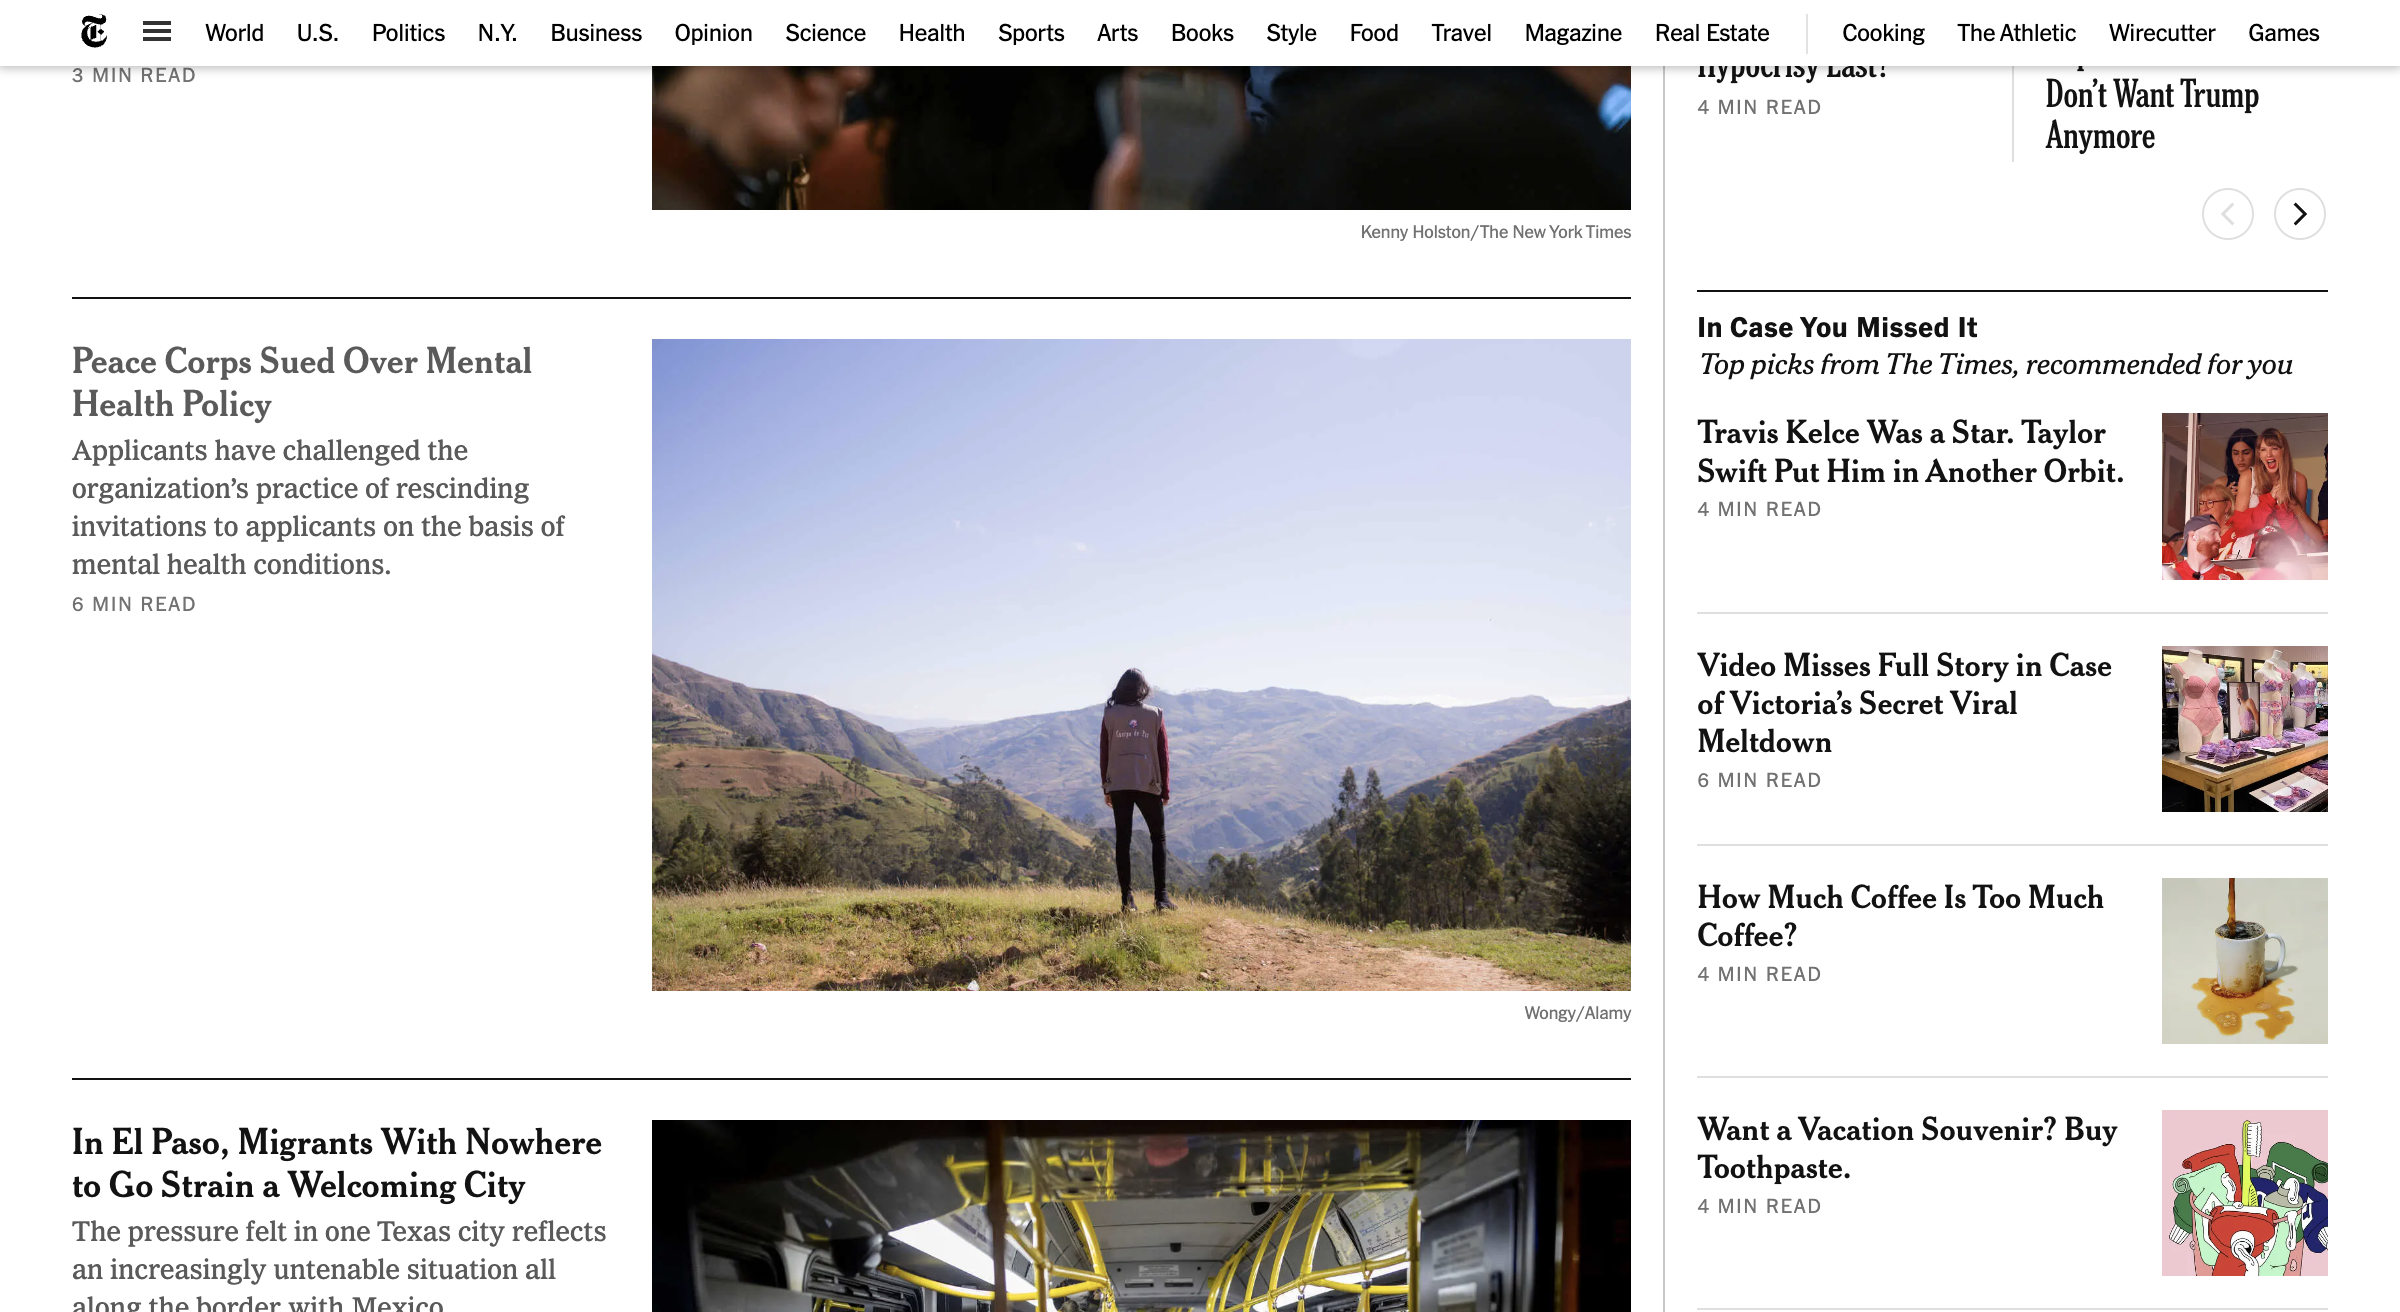 World U.S. Politics N.Y. Business Opinion Science Health Sports Arts Books Style Food Travel Magazine Real Estate Cooking The Athletic Wirecutter Games
3 MIN READ
Kenny Holston/The New York Times
Peace Corps Sued Over Mental
Health Policy
Applicants have challenged the
organization's practice of rescinding
invitations to applicants on the basis of
mental health conditions.
6 MIN READ
Wongy/Alamy
In El Paso, Migrants With Nowhere
to Go Strain a Welcoming City
The pressure felt in one Texas city reflects
an increasingly untenable situation all
along the border with Mexico.
Hypocrisy Last?
4 MIN READ
Don't Want Trump
Anymore
In Case You Missed It
Top picks from The Times, recommended for you
Travis Kelce Was a Star. Taylor
Swift Put Him in Another Orbit.
4 MIN READ
Video Misses Full Story in Case
of Victoria's Secret Viral
Meltdown
6 MIN READ
How Much Coffee Is Too Much
Coffee?
4 MIN READ
Want a Vacation Souvenir? Buy
Toothpaste.
4 MIN READ